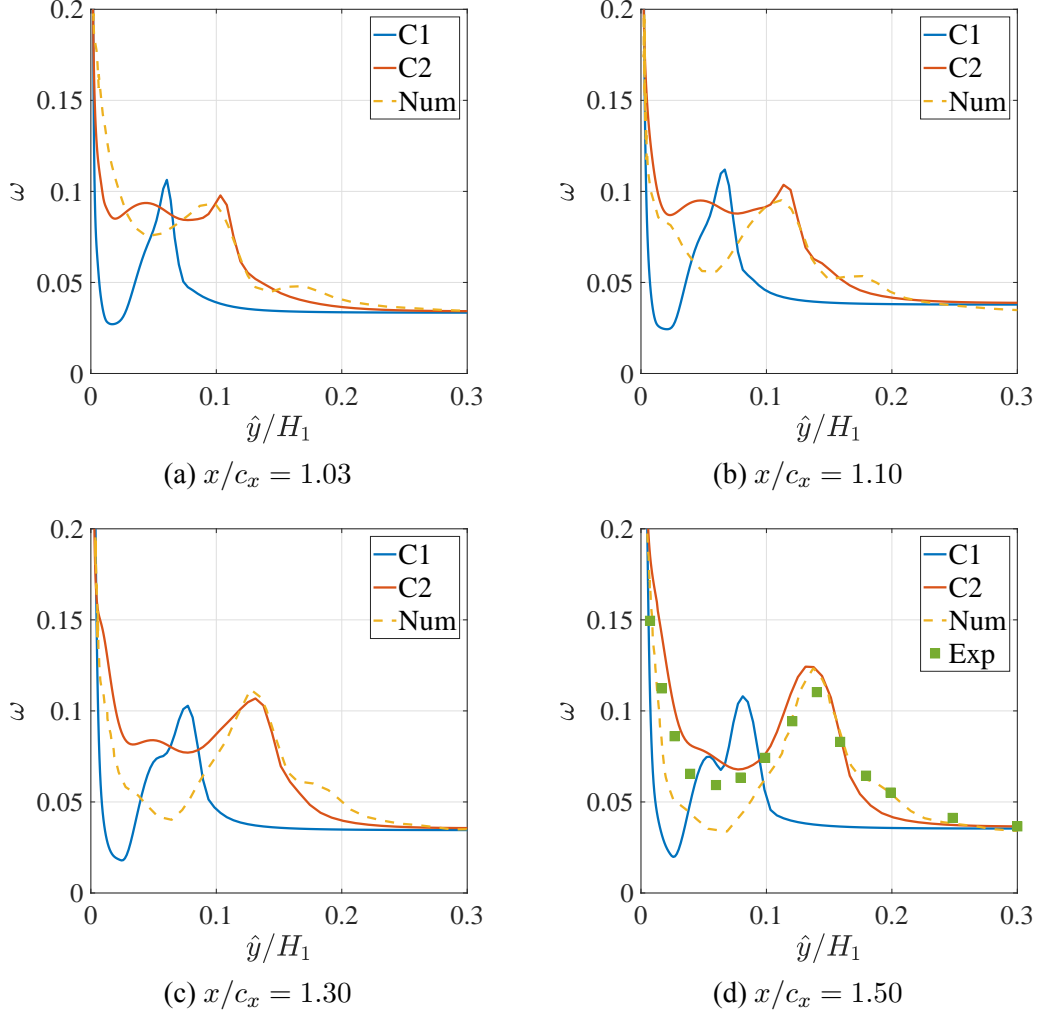 0.2
0.15
0.1
0.05
0
ω
0 0.1 0.2 0.3
ŷ/H₁
C1
C2
Num
(a) x/cₓ = 1.03
0.2
0.15
0.1
0.05
0
ω
0 0.1 0.2 0.3
ŷ/H₁
C1
C2
Num
(b) x/cₓ = 1.10
0.2
0.15
0.1
0.05
0
ω
0 0.1 0.2 0.3
ŷ/H₁
C1
C2
Num
(c) x/cₓ = 1.30
0.2
0.15
0.1
0.05
0
ω
0 0.1 0.2 0.3
ŷ/H₁
C1
C2
Num
Exp
(d) x/cₓ = 1.50